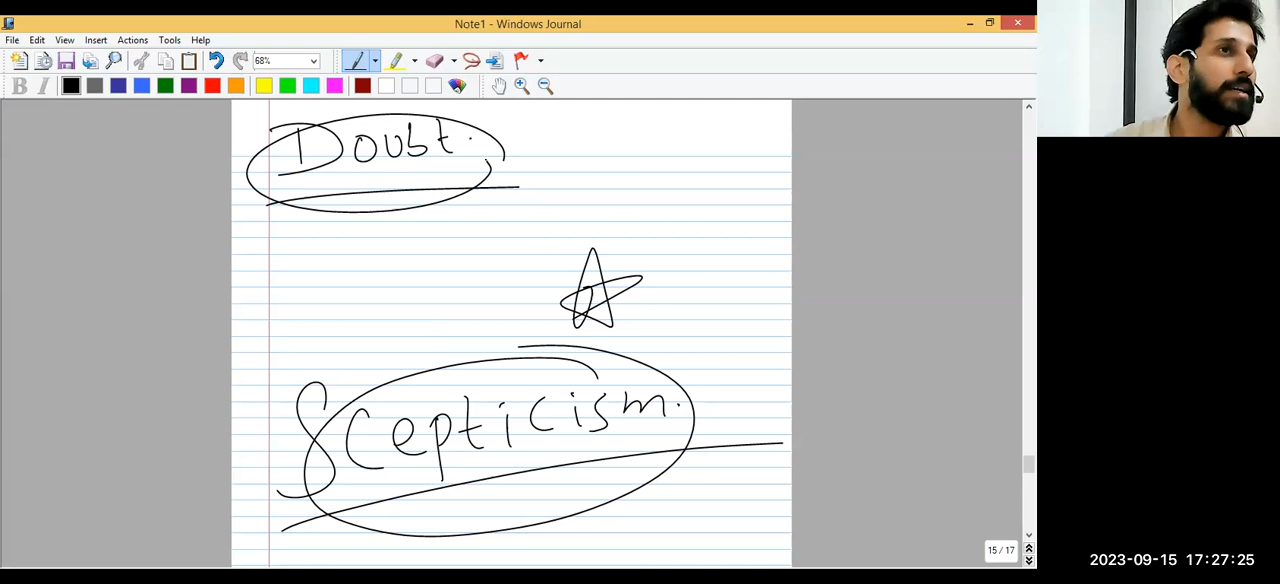 Note1 - Windows Journal
File Edit View Insert Actions Tools Help
68%
B I
Doubt.
Scepticism.
15 / 17
2023-09-15 17:27:25